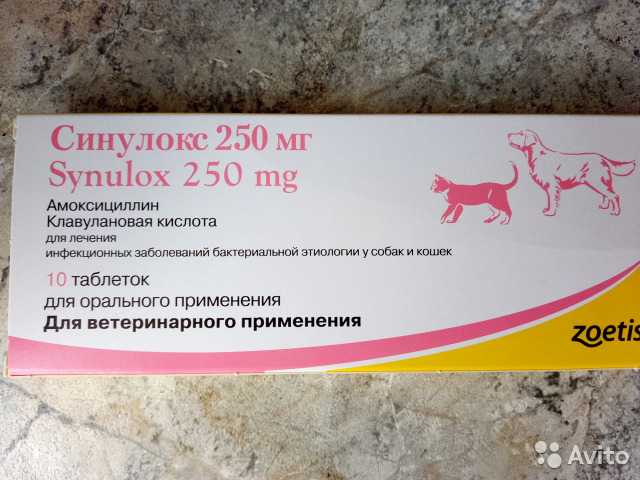 Синулокс 250 мг
Synulox 250 mg
Амоксициллин
Клавулановая кислота
для лечения
инфекционных заболеваний бактериальной этиологии у собак и кошек
10 таблеток
для орального применения
Для ветеринарного применения
zoetis
Avito